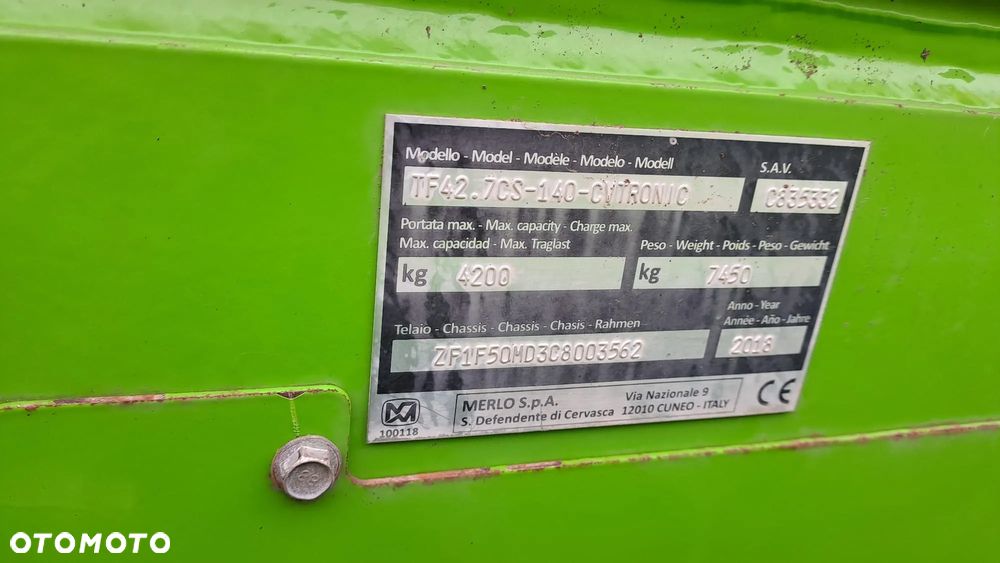 Modello - Model - Modèle - Modelo - Modell
S.A.V.
TF42.7CS-140-CVTRONIC
C835332
Portata max. - Max. capacity - Charge max.
Max. capacidad - Max. Traglast
Peso - Weight - Poids - Peso - Gewicht
kg 4200
kg 7450
Anno - Year
Année - Año - Jahre
Telaio - Chassis - Chassis - Chasis - Rahmen
ZF1F50MD3C8003562
2018
MERLO S.p.A.
S. Defendente di Cervasca
Via Nazionale 9
12010 CUNEO - ITALY
CE
100118
OTOMOTO